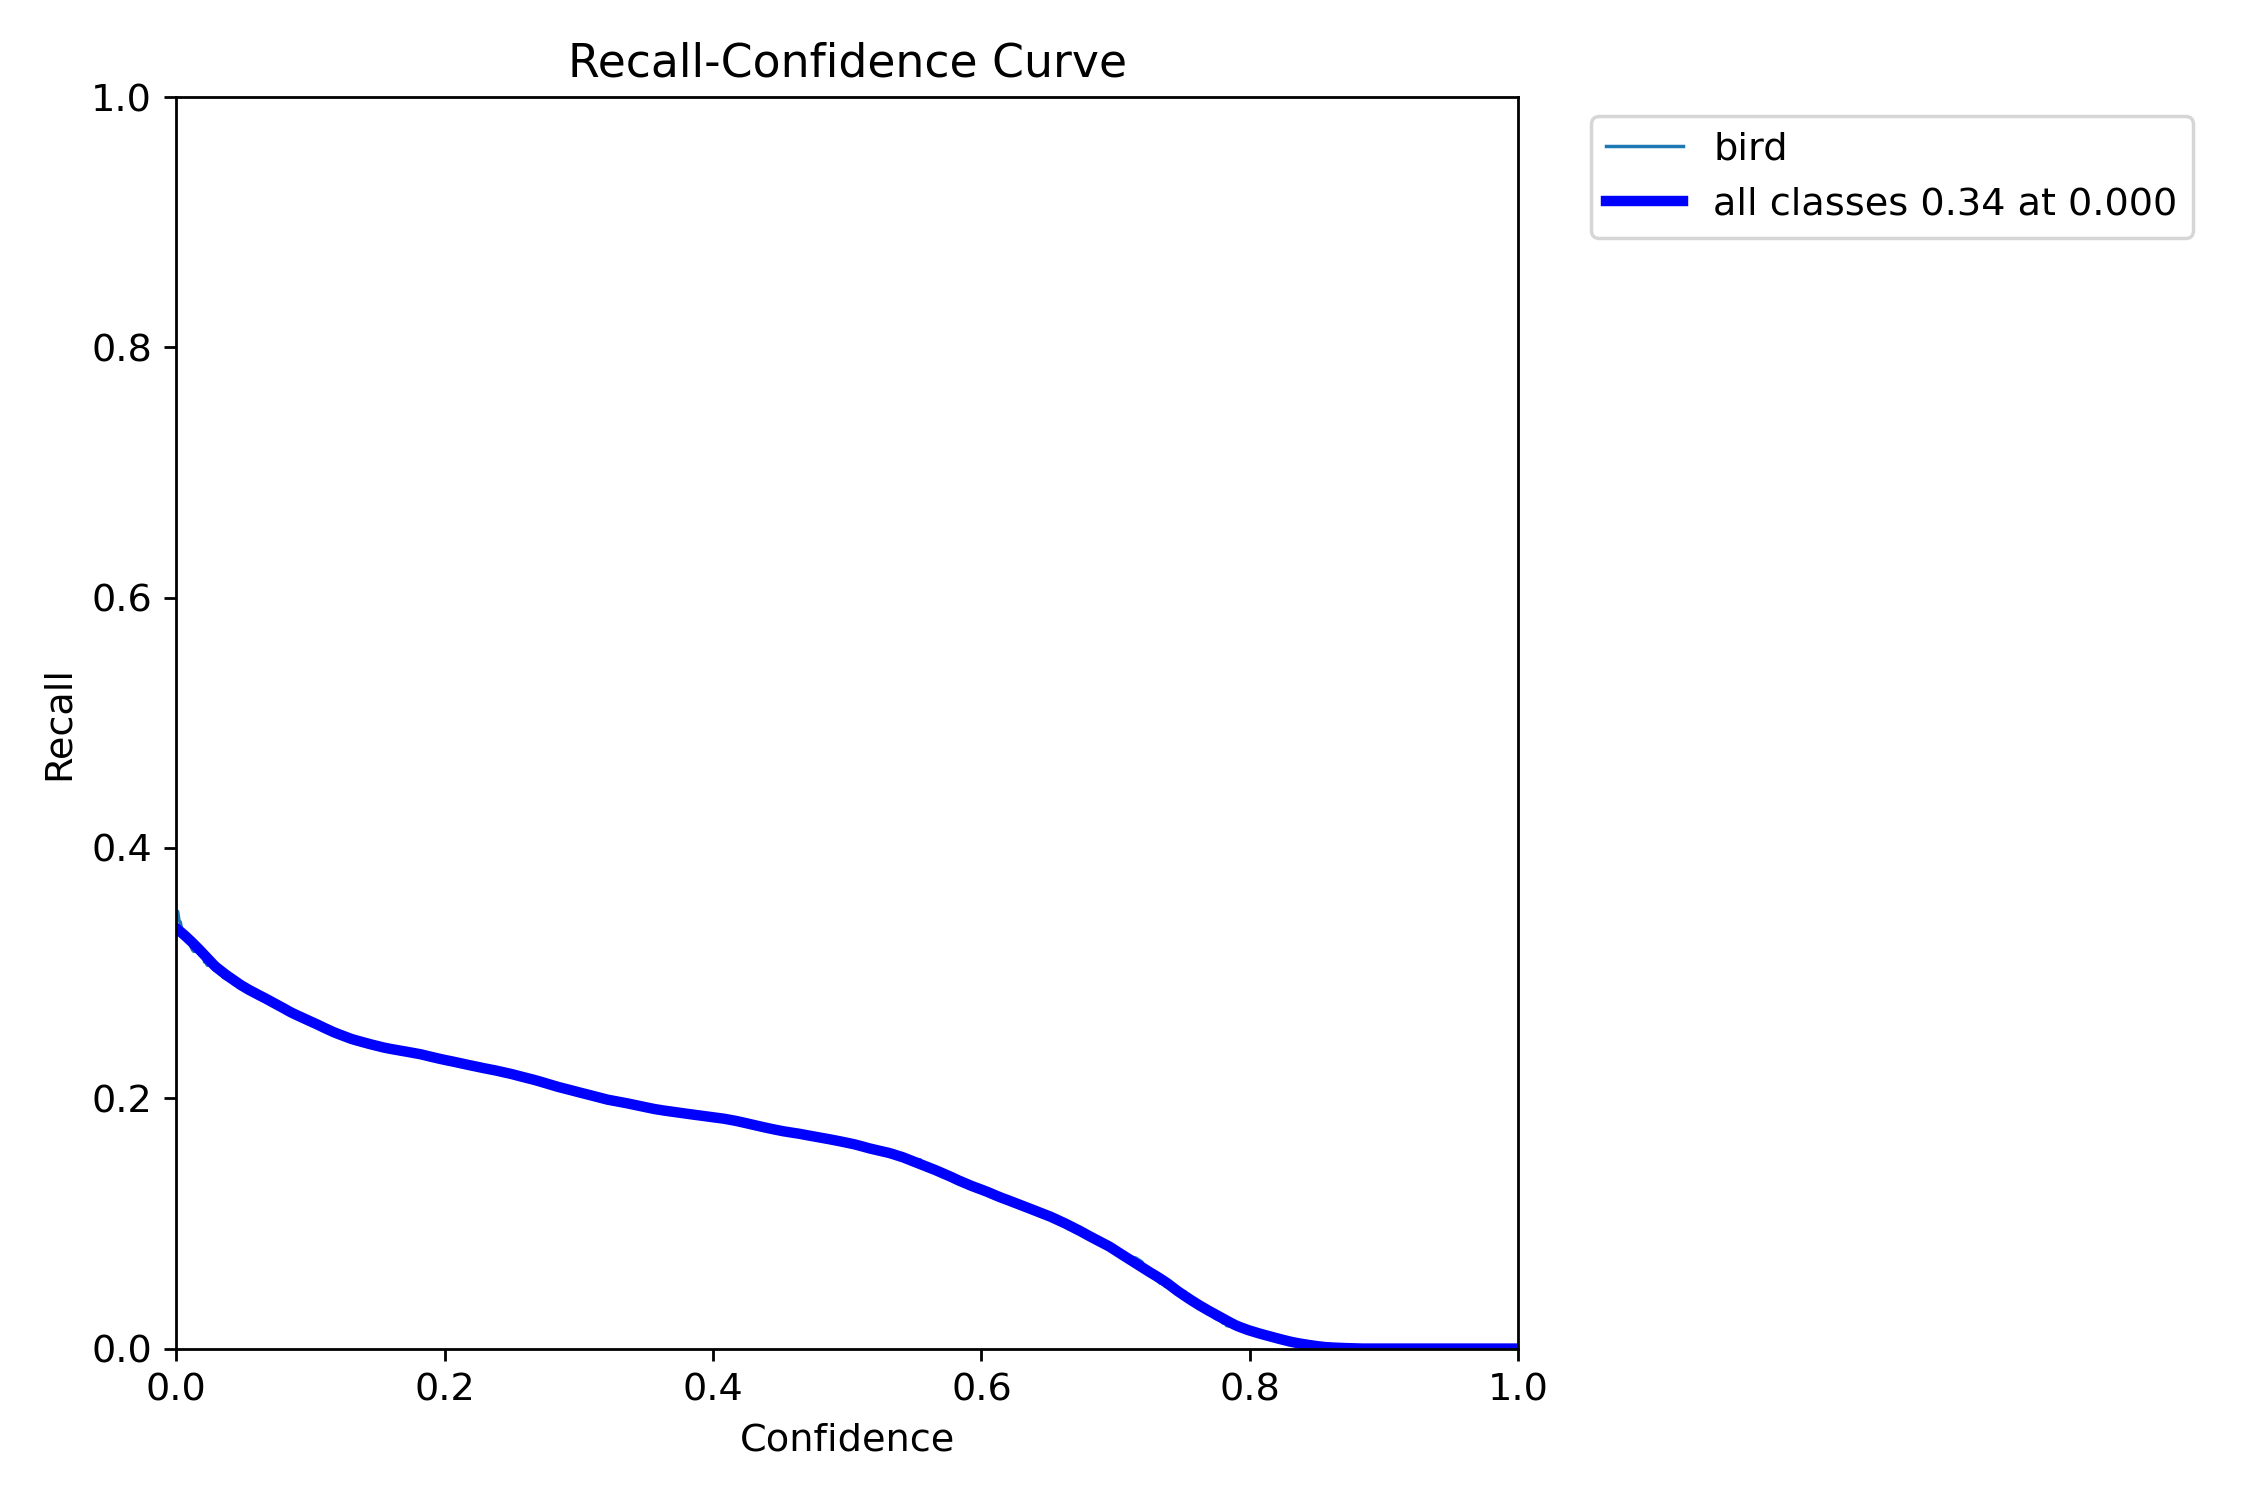 Recall-Confidence Curve
1.0
0.8
0.6
0.4
0.2
0.0
Recall
0.0 0.2 0.4 0.6 0.8 1.0
Confidence
bird
all classes 0.34 at 0.000